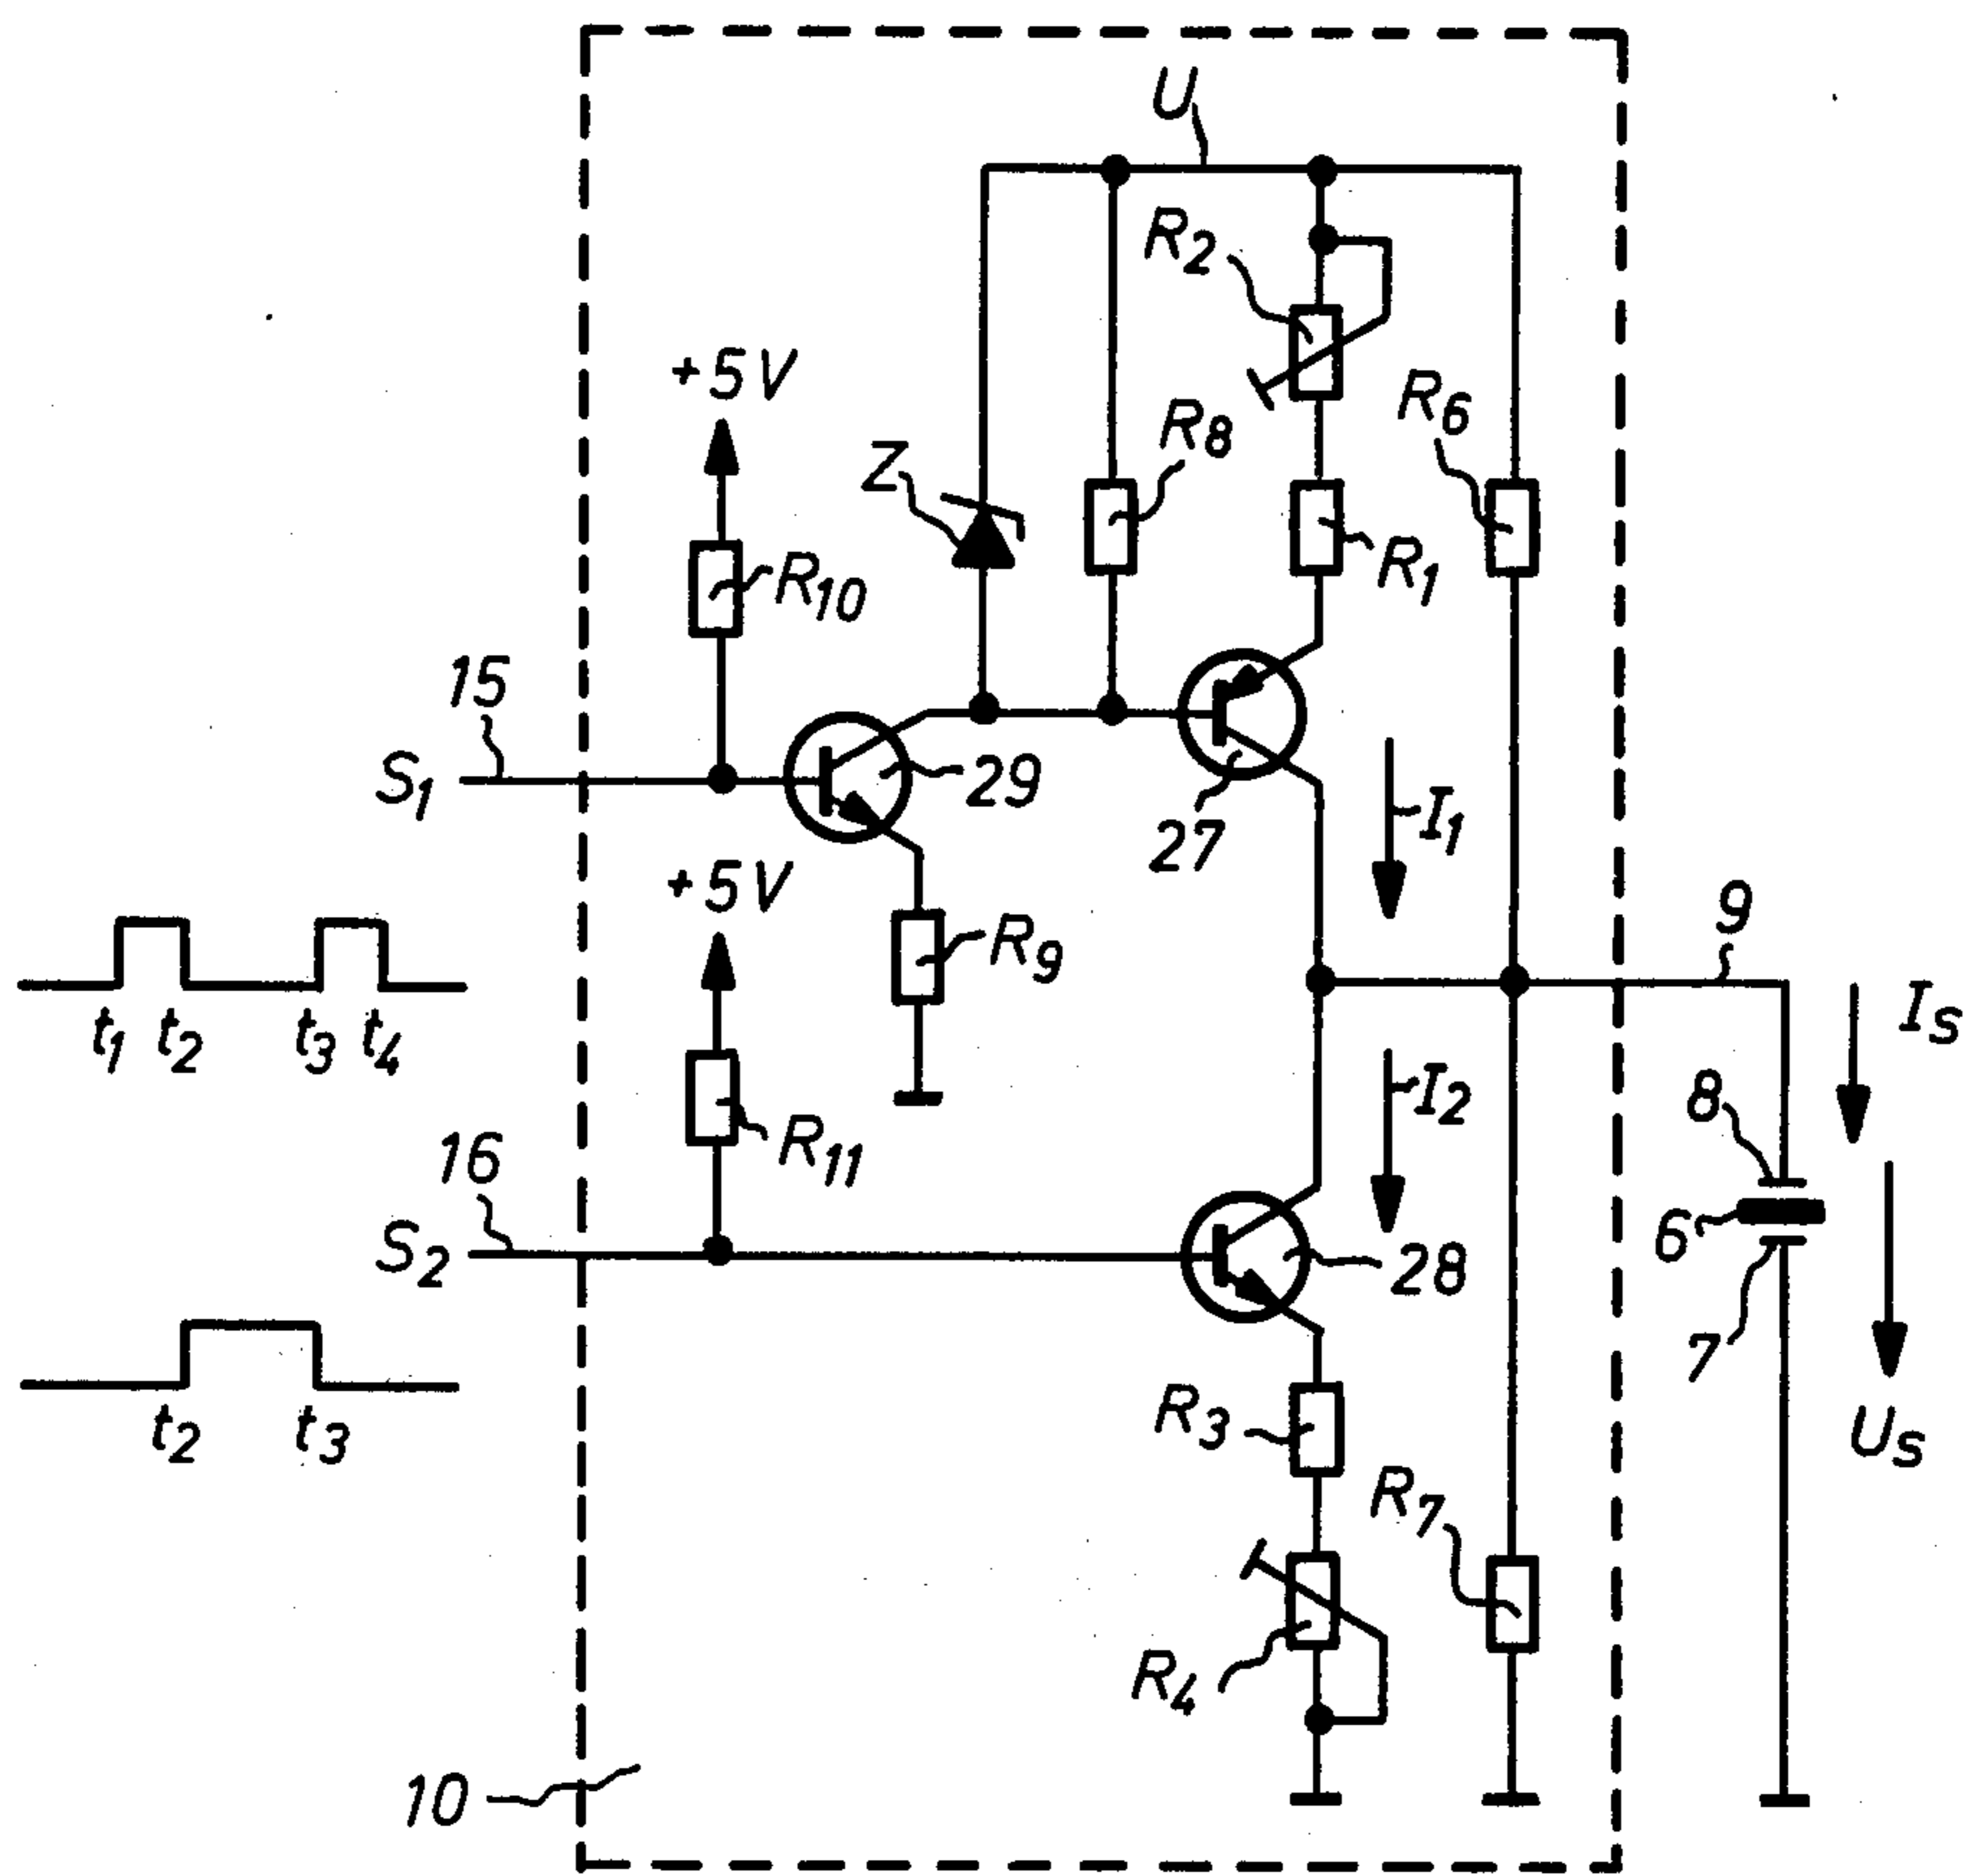 U
R2
+5V
R6
R8
Z
R10
R1
15
S1
29
27
I1
+5V
R9
9
IS
t1 t2 t3 t4
8
I2
R11
16
6
S2
28
7
US
t2 t3
R3
R7
R4
10